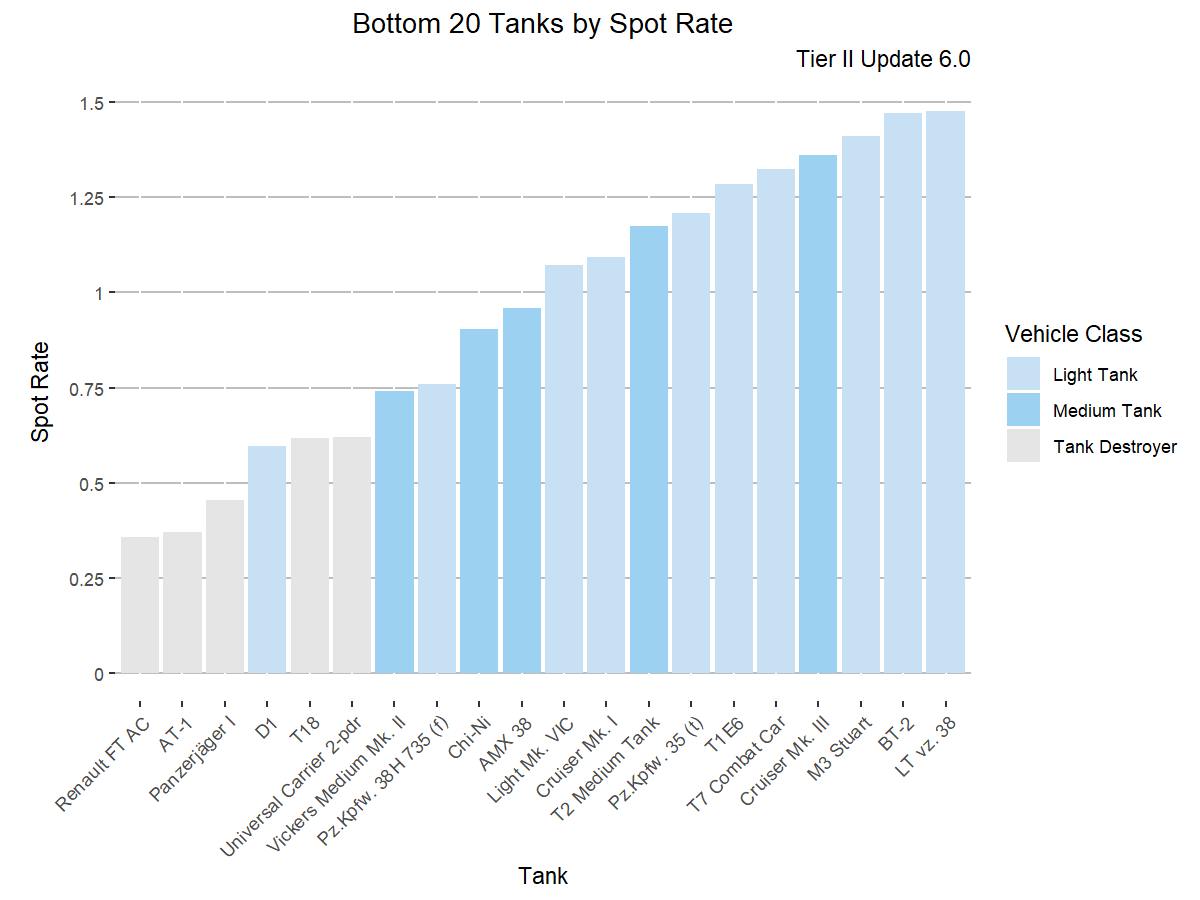 Bottom 20 Tanks by Spot Rate
Tier II Update 6.0
1.5
1.25
1
0.75
0.5
0.25
0
Spot Rate
Renault FT AC
AT-1
Panzerjäger I
D1
T18
Universal Carrier 2-pdr
Vickers Medium Mk. II
Pz.Kpfw. 38 H 735 (f)
Chi-Ni
AMX 38
Light Mk. VIC
Cruiser Mk. I
T2 Medium Tank
Pz.Kpfw. 35 (t)
T1E6
T7 Combat Car
Cruiser Mk. III
M3 Stuart
BT-2
LT vz. 38
Tank
Vehicle Class
Light Tank
Medium Tank
Tank Destroyer